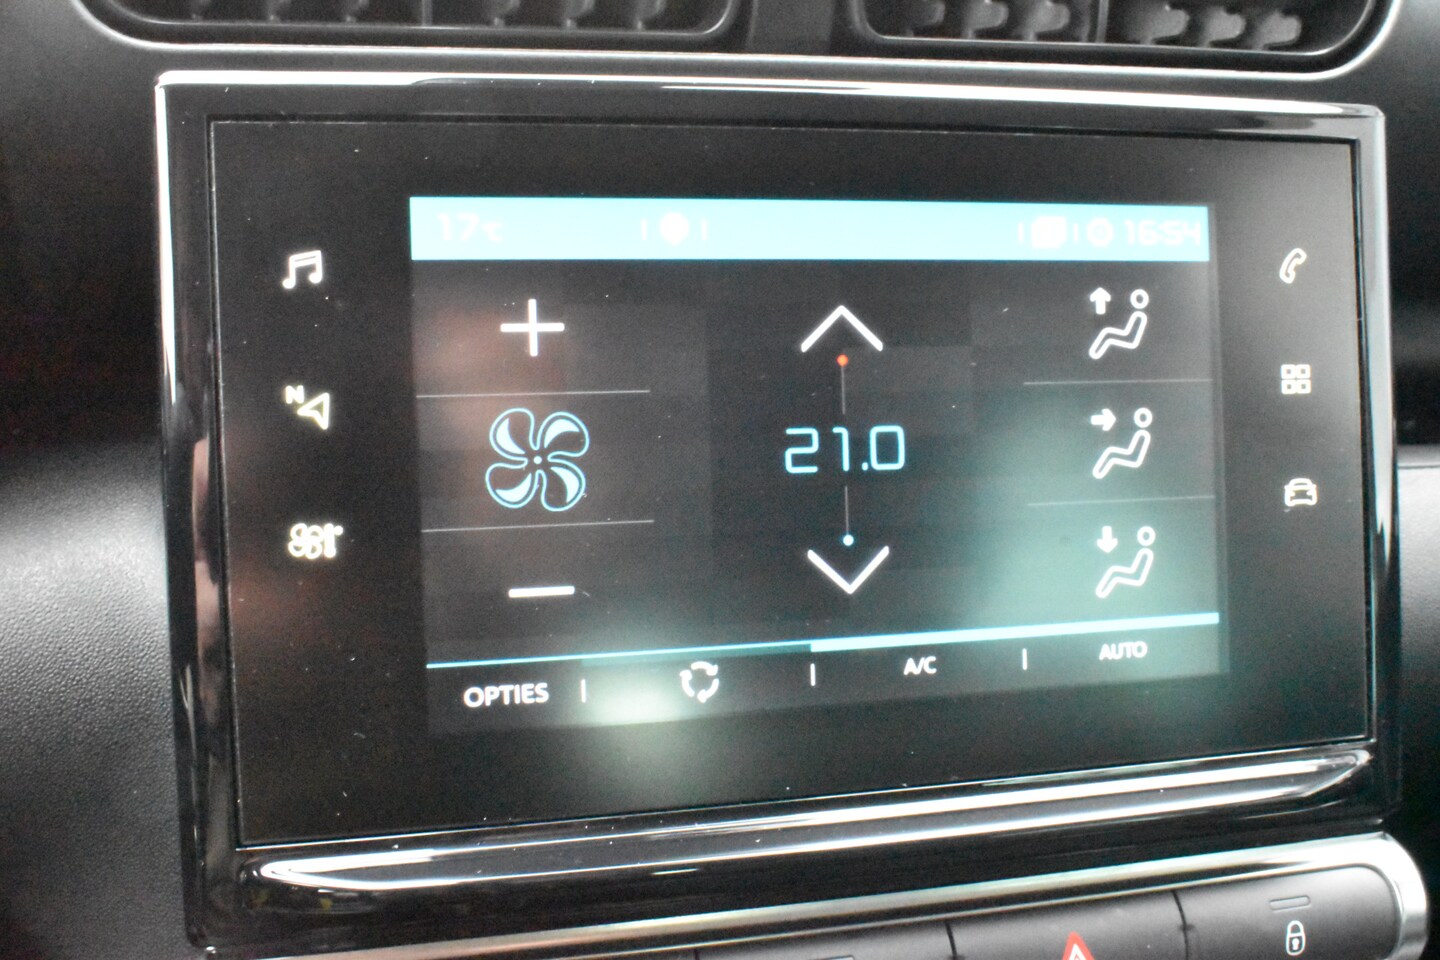 17°C
16:54
N
21.0
OPTIES
A/C
AUTO